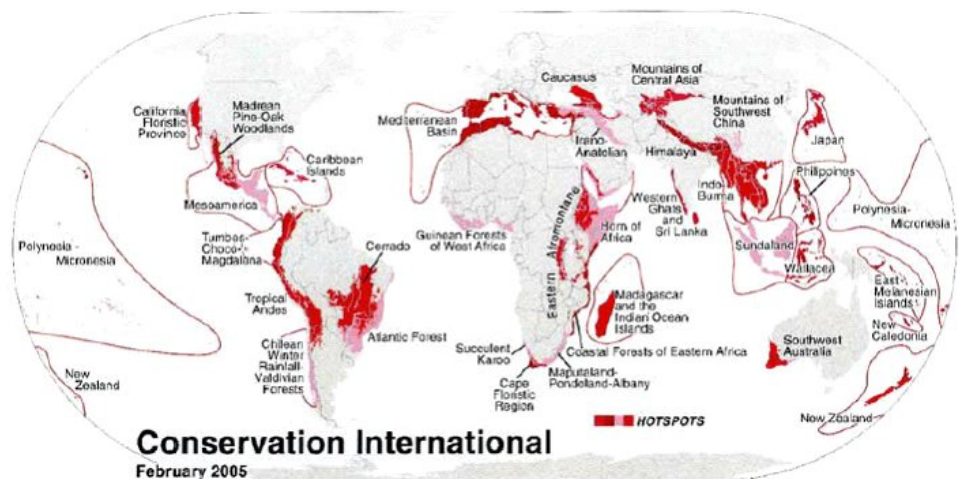 California
Floristic
Province
Madrean
Pine-Oak
Woodlands
Caribbean
Islands
Mesoamerica
Polynesia -
Micronesia
Tumbes-
Choco-
Magdalena
Cerrado
Tropical
Andes
Atlantic Forest
Chilean
Winter
Rainfall-
Valdivian
Forests
New
Zealand
Mediterranean
Basin
Caucasus
Irano-
Anatolian
Mountains of
Central Asia
Mountains of
Southwest
China
Himalaya
Japan
Indo-
Burma
Philippines
Western
Ghats
and
Sri Lanka
Guinean Forests
of West Africa
Eastern Afromontane
Horn of
Africa
Sundaland
Wallacea
Polynesia-
Micronesia
East
Melanesian
Islands
New
Caledonia
Madagascar
and the
Indian Ocean
Islands
Coastal Forests of Eastern Africa
Succulent
Karoo
Cape
Floristic
Region
Maputaland-
Pondoland-Albany
Southwest
Australia
New Zealand
HOTSPOTS
Conservation International
February 2005